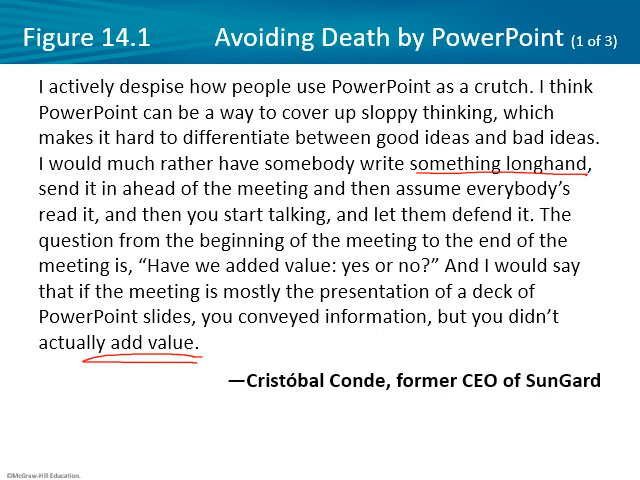 Figure 14.1 Avoiding Death by PowerPoint (1 of 3)
I actively despise how people use PowerPoint as a crutch. I think
PowerPoint can be a way to cover up sloppy thinking, which
makes it hard to differentiate between good ideas and bad ideas.
I would much rather have somebody write something longhand,
send it in ahead of the meeting and then assume everybody’s
read it, and then you start talking, and let them defend it. The
question from the beginning of the meeting to the end of the
meeting is, “Have we added value: yes or no?” And I would say
that if the meeting is mostly the presentation of a deck of
PowerPoint slides, you conveyed information, but you didn’t
actually add value.
—Cristóbal Conde, former CEO of SunGard
©McGraw-Hill Education.